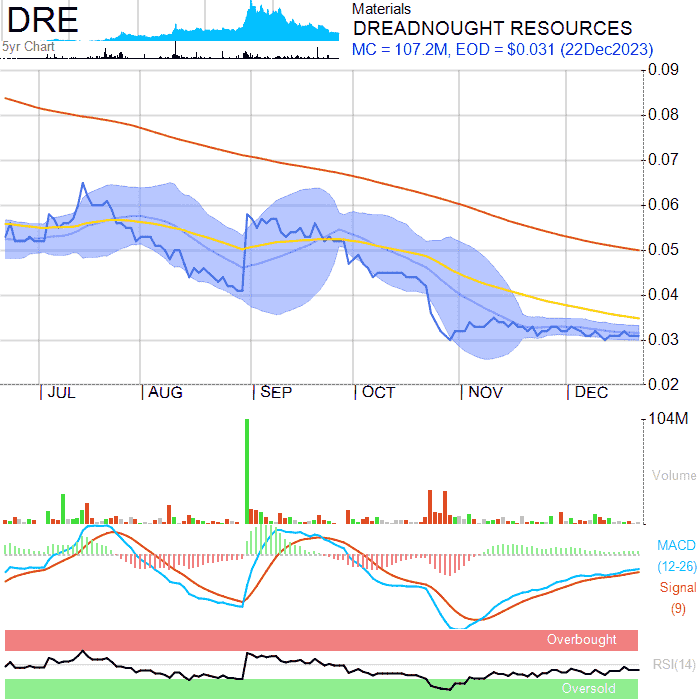 DRE
5yr Chart
Materials
DREADNOUGHT RESOURCES
MC = 107.2M, EOD = $0.031 (22Dec2023)
0.09
0.08
0.07
0.06
0.05
0.04
0.03
0.02
JUL AUG SEP OCT NOV DEC
104M
Volume
MACD
(12-26)
Signal
(9)
Overbought
RSI(14)
Oversold